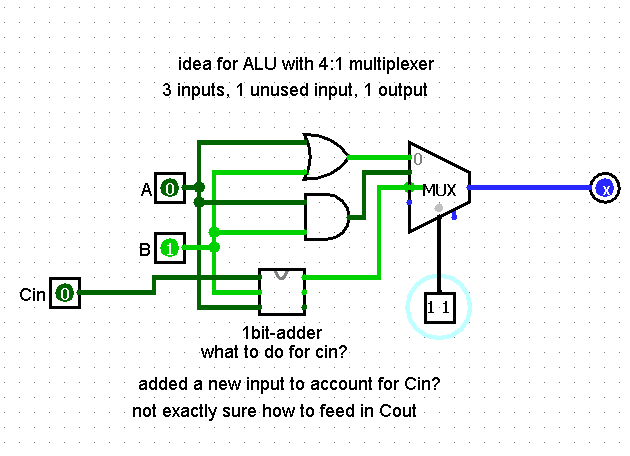 idea for ALU with 4:1 multiplexer
3 inputs, 1 unused input, 1 output
0
A 0
MUX
x
B 1
Cin 0
1 1
1bit-adder
what to do for cin?
added a new input to account for Cin?
not exactly sure how to feed in Cout